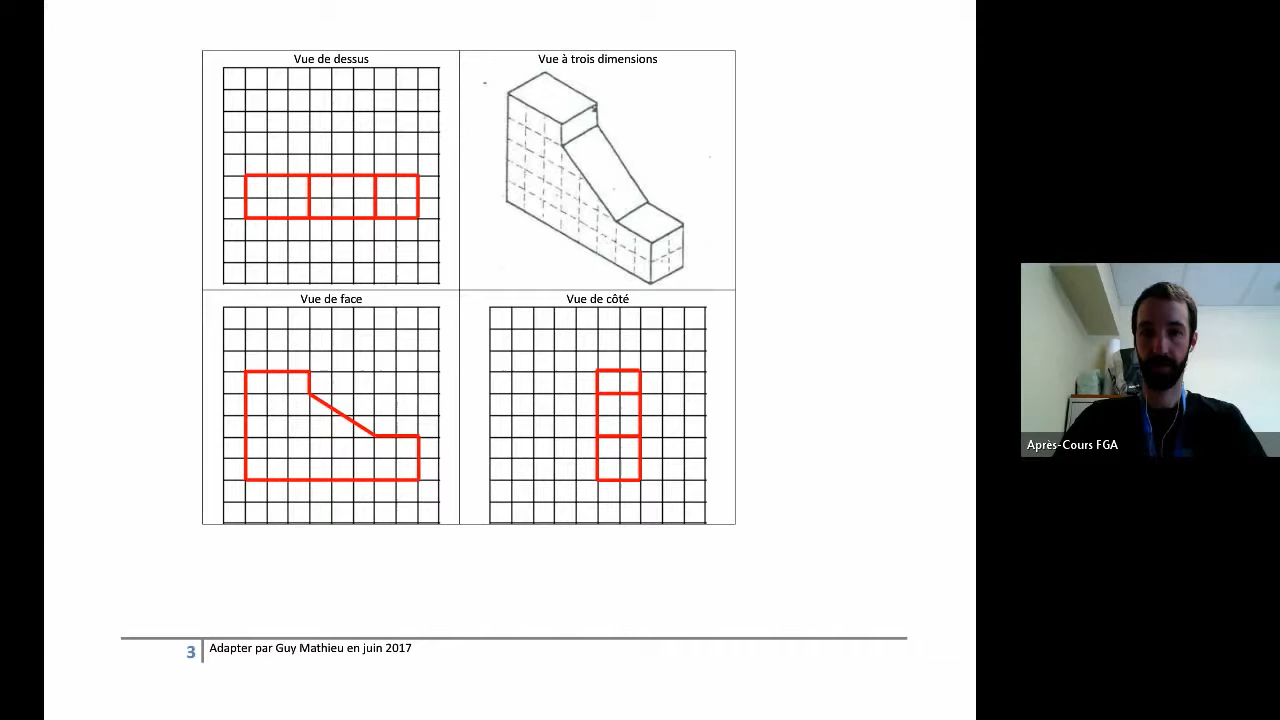 Vue de dessus
Vue à trois dimensions
Vue de face
Vue de côté
3
Adapter par Guy Mathieu en juin 2017
Après-Cours FGA